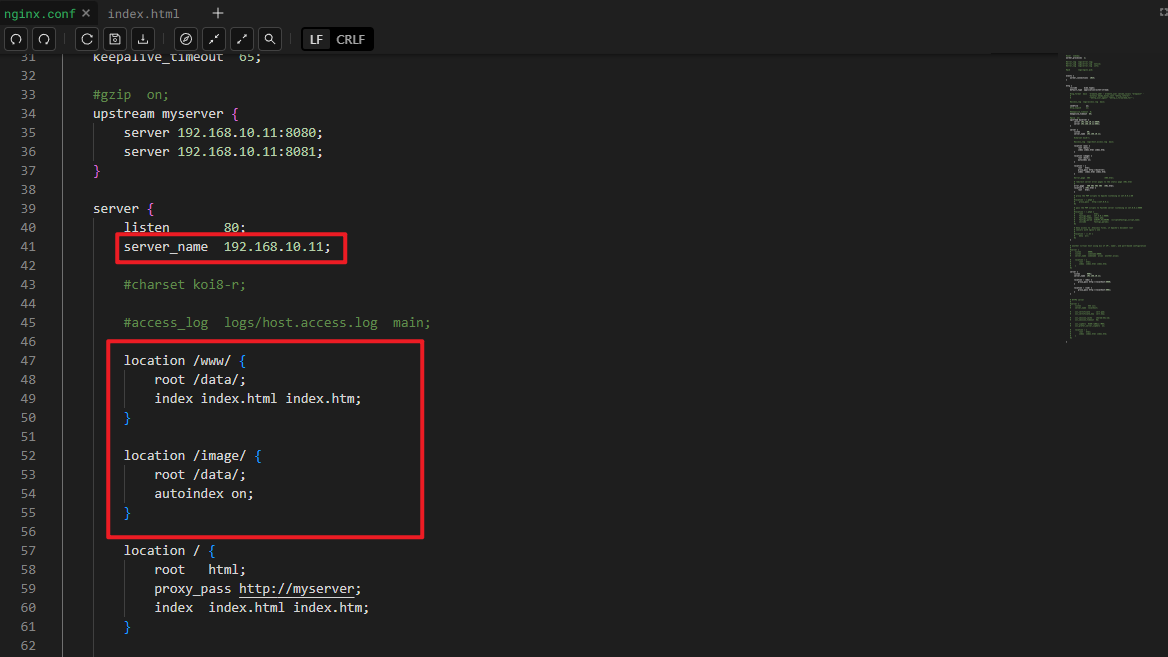 nginx.conf × index.html +
LF CRLF
31 keepalive_timeout  65;
32
33 #gzip  on;
34 upstream myserver {
35     server 192.168.10.11:8080;
36     server 192.168.10.11:8081;
37 }
38
39 server {
40     listen       80;
41     server_name  192.168.10.11;
42
43     #charset koi8-r;
44
45     #access_log  logs/host.access.log  main;
46
47     location /www/ {
48         root /data/;
49         index index.html index.htm;
50     }
51
52     location /image/ {
53         root /data/;
54         autoindex on;
55     }
56
57     location / {
58         root   html;
59         proxy_pass http://myserver;
60         index  index.html index.htm;
61     }
62